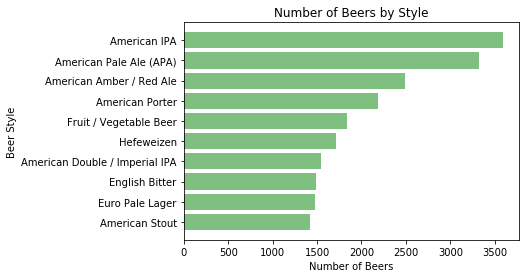 Number of Beers by Style
Beer Style
American IPA
American Pale Ale (APA)
American Amber / Red Ale
American Porter
Fruit / Vegetable Beer
Hefeweizen
American Double / Imperial IPA
English Bitter
Euro Pale Lager
American Stout
0 500 1000 1500 2000 2500 3000 3500
Number of Beers